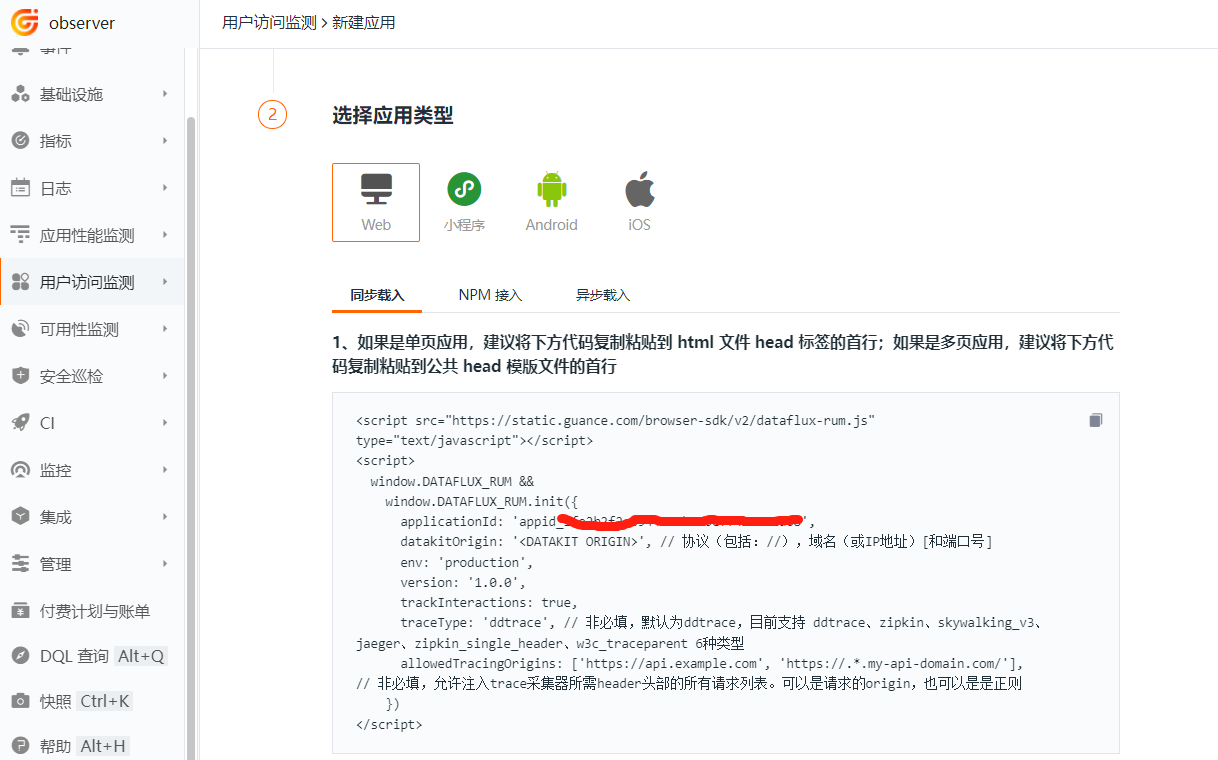 observer
用户访问监测 > 新建应用
事件
基础设施
指标
日志
应用性能监测
用户访问监测
可用性监测
安全巡检
CI
监控
集成
管理
付费计划与账单
DQL 查询 Alt+Q
快照 Ctrl+K
帮助 Alt+H
2
选择应用类型
Web
小程序
Android
iOS
同步载入
NPM 接入
异步载入
1、如果是单页应用，建议将下方代码复制粘贴到 html 文件 head 标签的首行；如果是多页应用，建议将下方代
码复制粘贴到公共 head 模版文件的首行
<script src="https://static.guance.com/browser-sdk/v2/dataflux-rum.js"
type="text/javascript"></script>
<script>
window.DATAFLUX_RUM &&
window.DATAFLUX_RUM.init({
applicationId: 'appid_
',
datakitOrigin: '<DATAKIT ORIGIN>', // 协议（包括：//），域名（或IP地址）[和端口号]
env: 'production',
version: '1.0.0',
trackInteractions: true,
traceType: 'ddtrace', // 非必填，默认为ddtrace，目前支持 ddtrace、zipkin、skywalking_v3、
jaeger、zipkin_single_header、w3c_traceparent 6种类型
allowedTracingOrigins: ['https://api.example.com', 'https://.*.my-api-domain.com/'],
// 非必填，允许注入trace采集器所需header头部的所有请求列表。可以是请求的origin，也可以是是正则
})
</script>